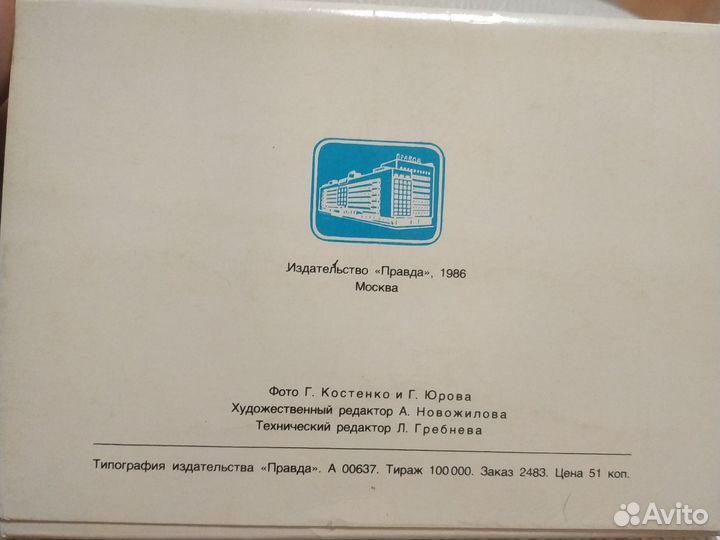 ПРАВДА
Издательство «Правда», 1986
Москва
Фото Г. Костенко и Г. Юрова
Художественный редактор А. Новожилова
Технический редактор Л. Гребнева
Типография издательства «Правда». А 00637. Тираж 100 000. Заказ 2483. Цена 51 коп.
Avito